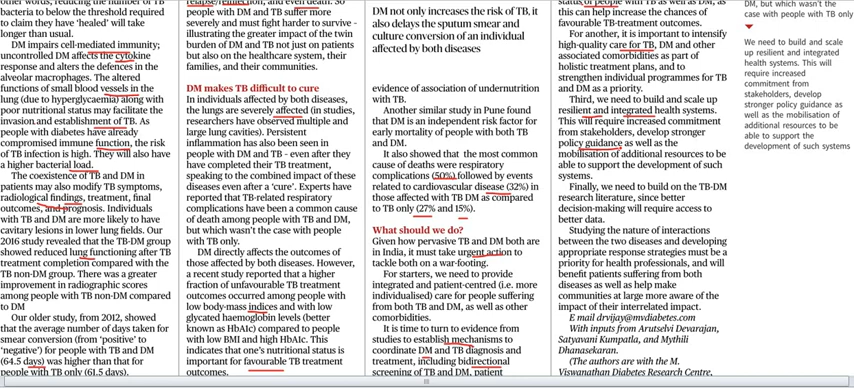 other words, reducing the number of TB
bacteria to below the threshold required
to claim they have 'healed' will take
longer than usual.
DM impairs cell-mediated immunity;
uncontrolled DM affects the cytokine
response and alters the defences in the
alveolar macrophages. The altered
functions of small blood vessels in the
lung (due to hyperglycaemia) along with
poor nutritional status may facilitate the
invasion and establishment of TB. As
people with diabetes have already
compromised immune function, the risk
of TB infection is high. They will also have
a higher bacterial load.
The coexistence of TB and DM in
patients may also modify TB symptoms,
radiological findings, treatment, final
outcomes, and prognosis. Individuals
with TB and DM are more likely to have
cavitary lesions in lower lung fields. Our
2016 study revealed that the TB-DM group
showed reduced lung functioning after TB
treatment completion compared with the
TB non-DM group. There was a greater
improvement in radiographic scores
among people with TB non-DM compared
to DM
Our older study, from 2012, showed
that the average number of days taken for
smear conversion (from 'positive' to
'negative') for people with TB and DM
(64.5 days) was higher than that for
people with TB only (61.5 days).
relapse/reinfection, and even death. So
people with DM and TB suffer more
severely and must fight harder to survive -
illustrating the greater impact of the twin
burden of DM and TB not just on patients
but also on the healthcare system, their
families, and their communities.
DM makes TB difficult to cure
In individuals affected by both diseases,
the lungs are severely affected (in studies,
researchers have observed multiple and
large lung cavities). Persistent
inflammation has also been seen in
people with DM and TB - even after they
have completed their TB treatment,
speaking to the combined impact of these
diseases even after a 'cure'. Experts have
reported that TB-related respiratory
complications have been a common cause
of death among people with TB and DM,
but which wasn't the case with people
with TB only.
DM directly affects the outcomes of
those affected by both diseases. However,
a recent study reported that a higher
fraction of unfavourable TB treatment
outcomes occurred among people with
low body-mass indices and with low
glycated haemoglobin levels (better
known as HbA1c) compared to people
with low BMI and high HbA1c. This
indicates that one's nutritional status is
important for favourable TB treatment
outcomes.
DM not only increases the risk of TB, it
also delays the sputum smear and
culture conversion of an individual
affected by both diseases
evidence of association of undernutrition
with TB.
Another similar study in Pune found
that DM is an independent risk factor for
early mortality of people with both TB
and DM.
It also showed that the most common
cause of deaths were respiratory
complications (50%) followed by events
related to cardiovascular disease (32%) in
those affected with TB DM as compared
to TB only (27% and 15%).
What should we do?
Given how pervasive TB and DM both are
in India, it must take urgent action to
tackle both on a war-footing.
For starters, we need to provide
integrated and patient-centred (i.e. more
individualised) care for people suffering
from both TB and DM, as well as other
comorbidities.
It is time to turn to evidence from
studies to establish mechanisms to
coordinate DM and TB diagnosis and
treatment, including bidirectional
screening of TB and DM, patient
status of people with TB as well as DM, as
this can help increase the chances of
favourable TB-treatment outcomes.
For another, it is important to intensify
high-quality care for TB, DM and other
associated comorbidities as part of
holistic treatment plans, and to
strengthen individual programmes for TB
and DM as a priority.
Third, we need to build and scale up
resilient and integrated health systems.
This will require increased commitment
from stakeholders, develop stronger
policy guidance as well as the
mobilisation of additional resources to be
able to support the development of such
systems.
Finally, we need to build on the TB-DM
research literature, since better
decision-making will require access to
better data.
Studying the nature of interactions
between the two diseases and developing
appropriate response strategies must be a
priority for health professionals, and will
benefit patients suffering from both
diseases as well as help make
communities at large more aware of the
impact of their interrelated impact.
E mail drvijay@mvdiabetes.com
With inputs from Arutselvi Devarajan,
Satyavani Kumpatla, and Mythili
Dhanasekaran.
(The authors are with the M.
Viswanathan Diabetes Research Centre,
DM, but which wasn't the
case with people with TB only
We need to build and scale
up resilient and integrated
health systems. This will
require increased
commitment from
stakeholders, develop
stronger policy guidance as
well as the mobilisation of
additional resources to be
able to support the
development of such systems